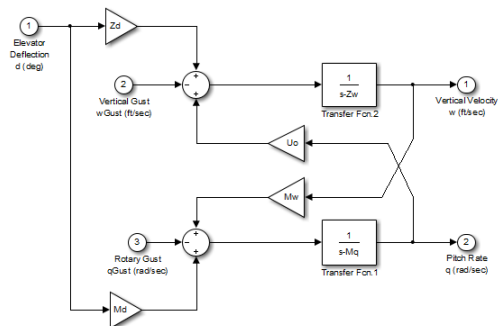 1
Elevator
Deflection
d (deg)
Zd
2
Vertical Gust
wGust (ft/sec)
1
s-Zw
Transfer Fcn.2
1
Vertical Velocity
w (ft/sec)
Uo
Mw
3
Rotary Gust
qGust (rad/sec)
1
s-Mq
Transfer Fcn.1
2
Pitch Rate
q (rad/sec)
Md